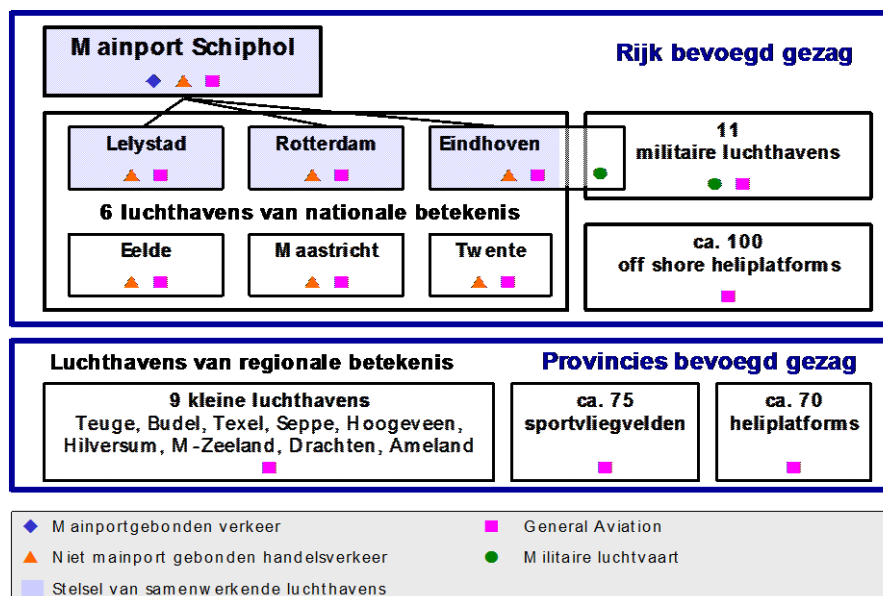 Mainport Schiphol
Rijk bevoegd gezag
Lelystad
Rotterdam
Eindhoven
11
militaire luchthavens
6 luchthavens van nationale betekenis
Eelde
Maastricht
Twente
ca. 100
off shore heliplatforms
Luchthavens van regionale betekenis
Provincies bevoegd gezag
9 kleine luchthavens
Teuge, Budel, Texel, Seppe, Hoogeveen,
Hilversum, M-Zeeland, Drachten, Ameland
ca. 75
sportvliegvelden
ca. 70
heliplatforms
Mainportgebonden verkeer
General Aviation
Niet mainport gebonden handelsverkeer
Militaire luchtvaart
Stelsel van samenwerkende luchthavens